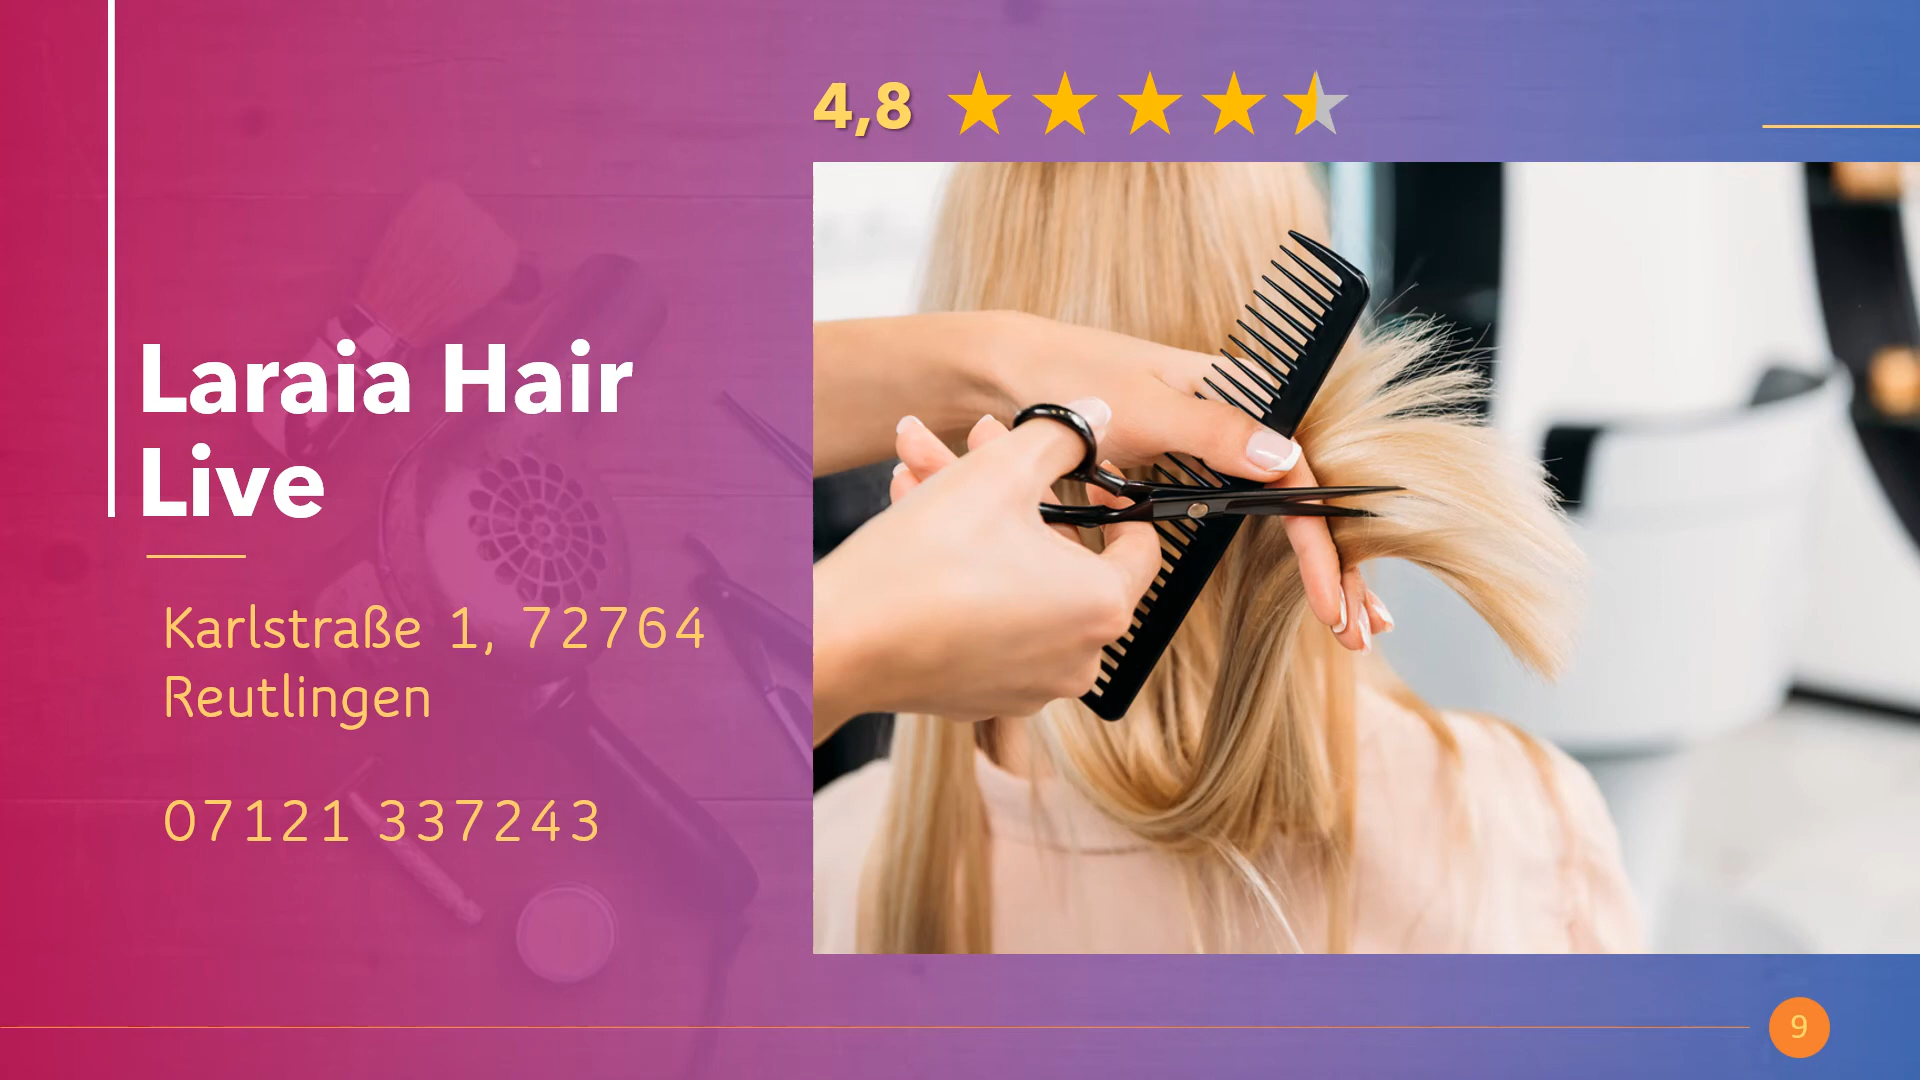 4,8
Laraia Hair
Live
Karlstraße 1, 72764
Reutlingen
07121 337243
9